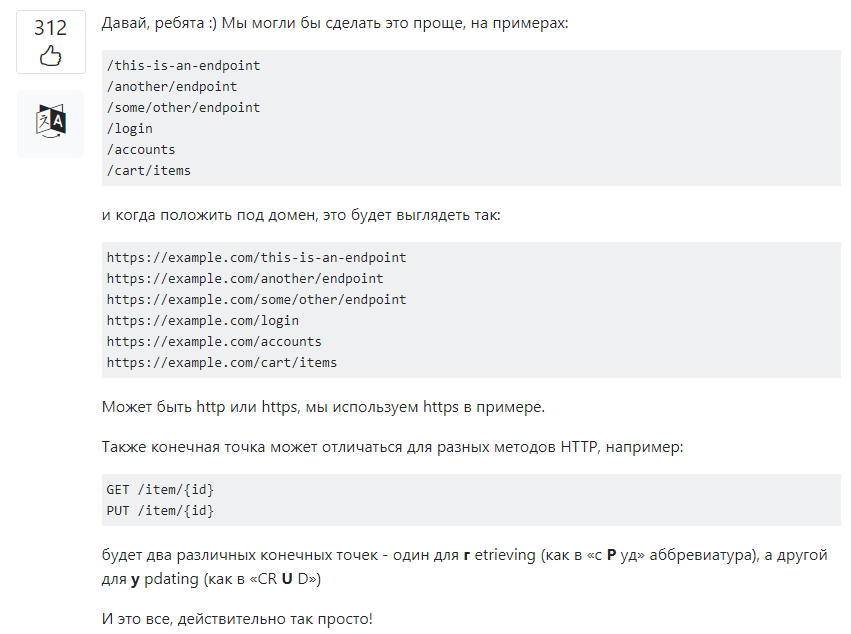 312
Давай, ребята :) Мы могли бы сделать это проще, на примерах:
/this-is-an-endpoint
/another/endpoint
/some/other/endpoint
/login
/accounts
/cart/items
и когда положить под домен, это будет выглядеть так:
https://example.com/this-is-an-endpoint
https://example.com/another/endpoint
https://example.com/some/other/endpoint
https://example.com/login
https://example.com/accounts
https://example.com/cart/items
Может быть http или https, мы используем https в примере.
Также конечная точка может отличаться для разных методов HTTP, например:
GET /item/{id}
PUT /item/{id}
будет два различных конечных точек - один для г etrieving (как в «с Р уд» аббревиатура), а другой
для у pdating (как в «CR U D»)
И это все, действительно так просто!